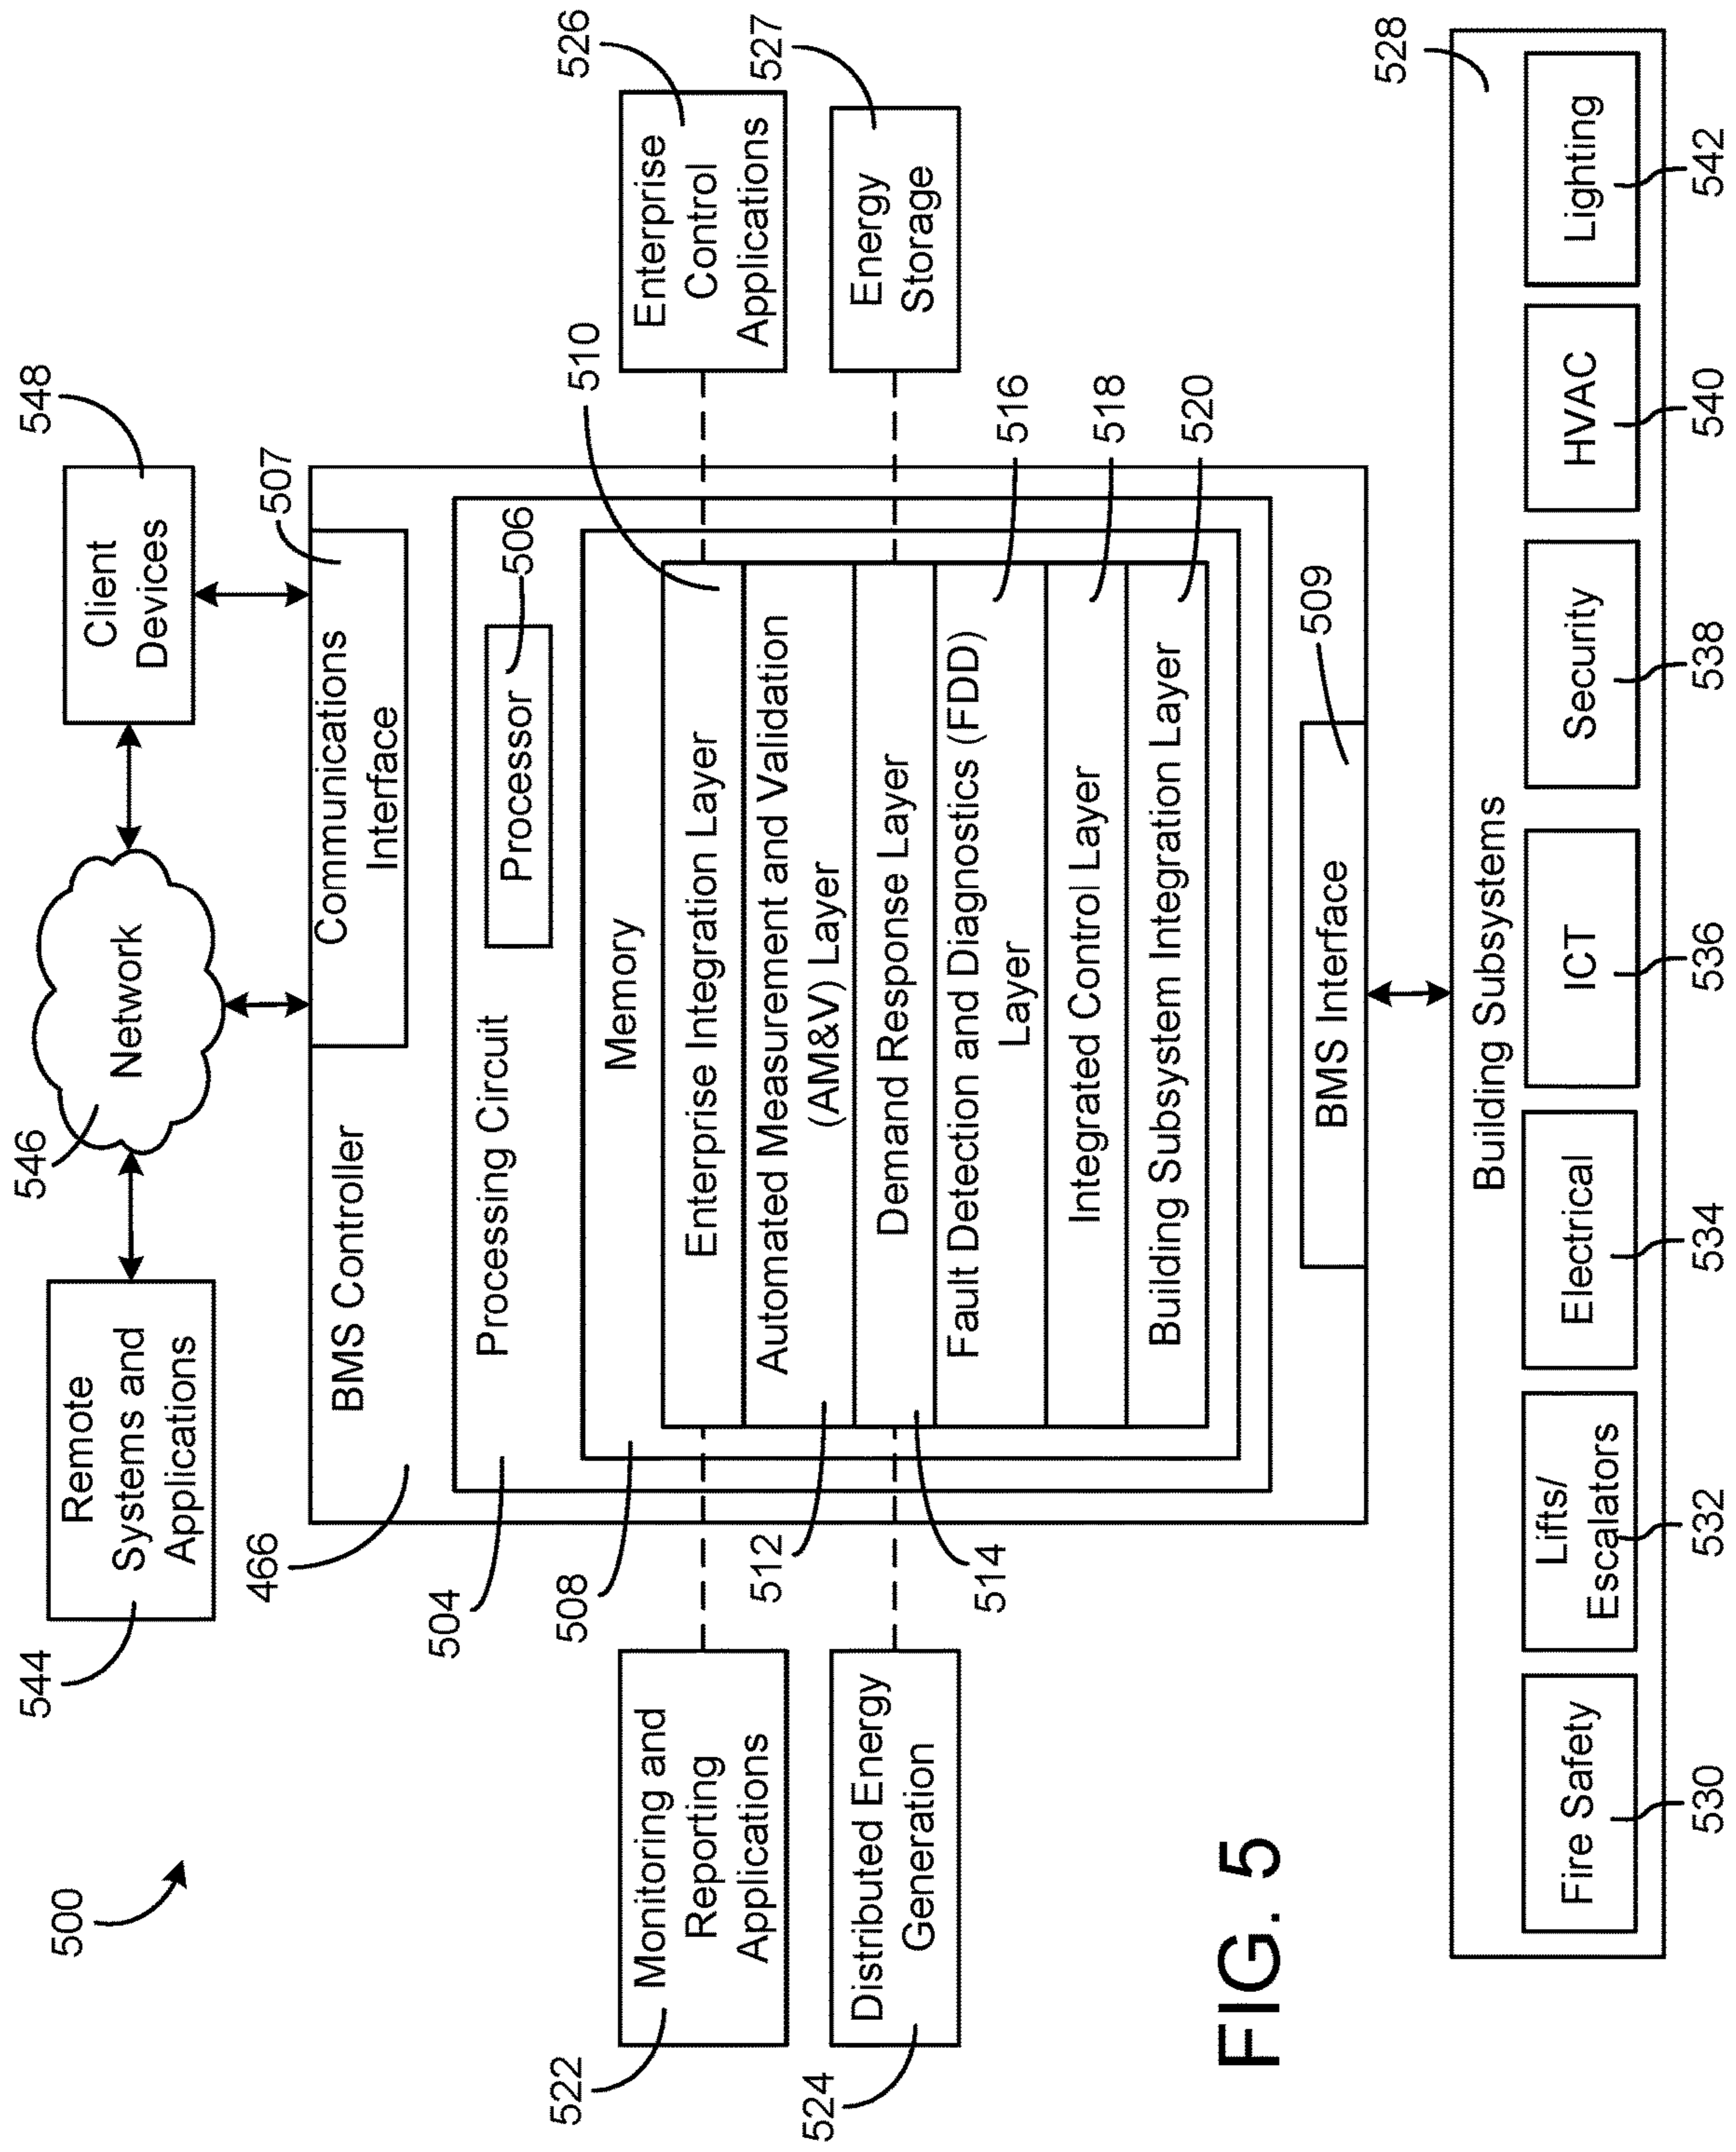 500
544
Remote
Systems and
Applications
546
Network
548
Client
Devices
466
BMS Controller
507
Communications
Interface
504
Processing Circuit
506
Processor
508
Memory
510
Enterprise Integration Layer
Automated Measurement and Validation
(AM&V) Layer
512
Demand Response Layer
514
Fault Detection and Diagnostics (FDD)
Layer
516
Integrated Control Layer
518
Building Subsystem Integration Layer
520
522
Monitoring and
Reporting
Applications
524
Distributed Energy
Generation
526
Enterprise
Control
Applications
527
Energy
Storage
BMS Interface
509
528
Building Subsystems
Fire Safety
Lifts/
Escalators
Electrical
ICT
Security
HVAC
Lighting
530
532
534
536
538
540
542
FIG. 5